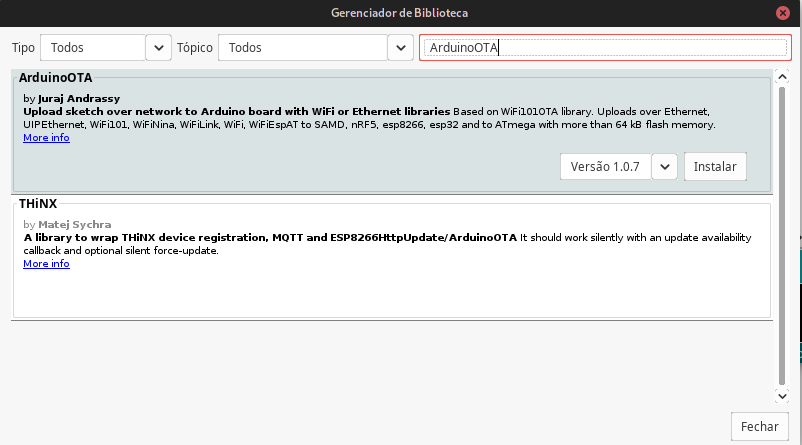 Gerenciador de Biblioteca
Tipo Todos Tópico Todos ArduinoOTA
ArduinoOTA
by Juraj Andrassy
Upload sketch over network to Arduino board with WiFi or Ethernet libraries Based on WiFi101OTA library. Uploads over Ethernet,
UIPEthernet, WiFi101, WiFiNina, WiFiLink, WiFi, WiFiEspAT to SAMD, nRF5, esp8266, esp32 and to ATmega with more than 64 kB flash memory.
More info
Versão 1.0.7 Instalar
THiNX
by Matej Sychra
A library to wrap THiNX device registration, MQTT and ESP8266HttpUpdate/ArduinoOTA It should work silently with an update availability
callback and optional silent force-update.
More info
Fechar